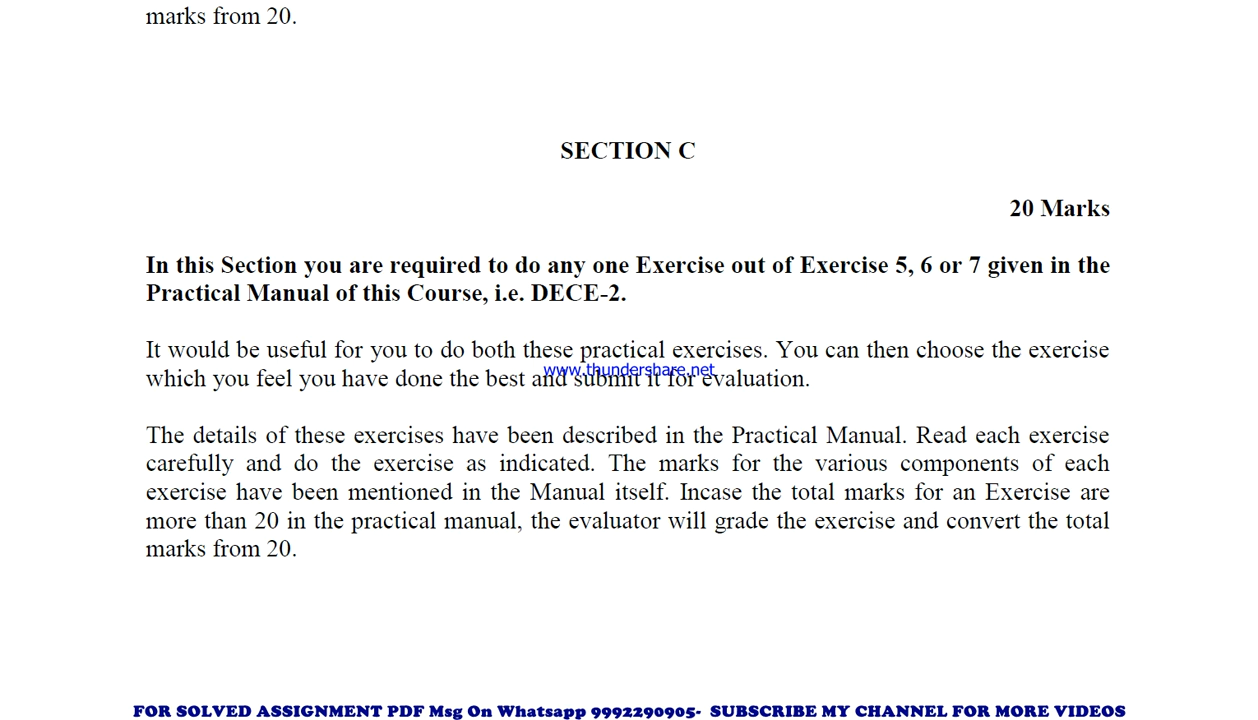 marks from 20.
SECTION C
20 Marks
In this Section you are required to do any one Exercise out of Exercise 5, 6 or 7 given in the
Practical Manual of this Course, i.e. DECE-2.
It would be useful for you to do both these practical exercises. You can then choose the exercise
www.thundershare.net
which you feel you have done the best and submit it for evaluation.
The details of these exercises have been described in the Practical Manual. Read each exercise
carefully and do the exercise as indicated. The marks for the various components of each
exercise have been mentioned in the Manual itself. Incase the total marks for an Exercise are
more than 20 in the practical manual, the evaluator will grade the exercise and convert the total
marks from 20.
FOR SOLVED ASSIGNMENT PDF Msg On Whatsapp 9992290905- SUBSCRIBE MY CHANNEL FOR MORE VIDEOS